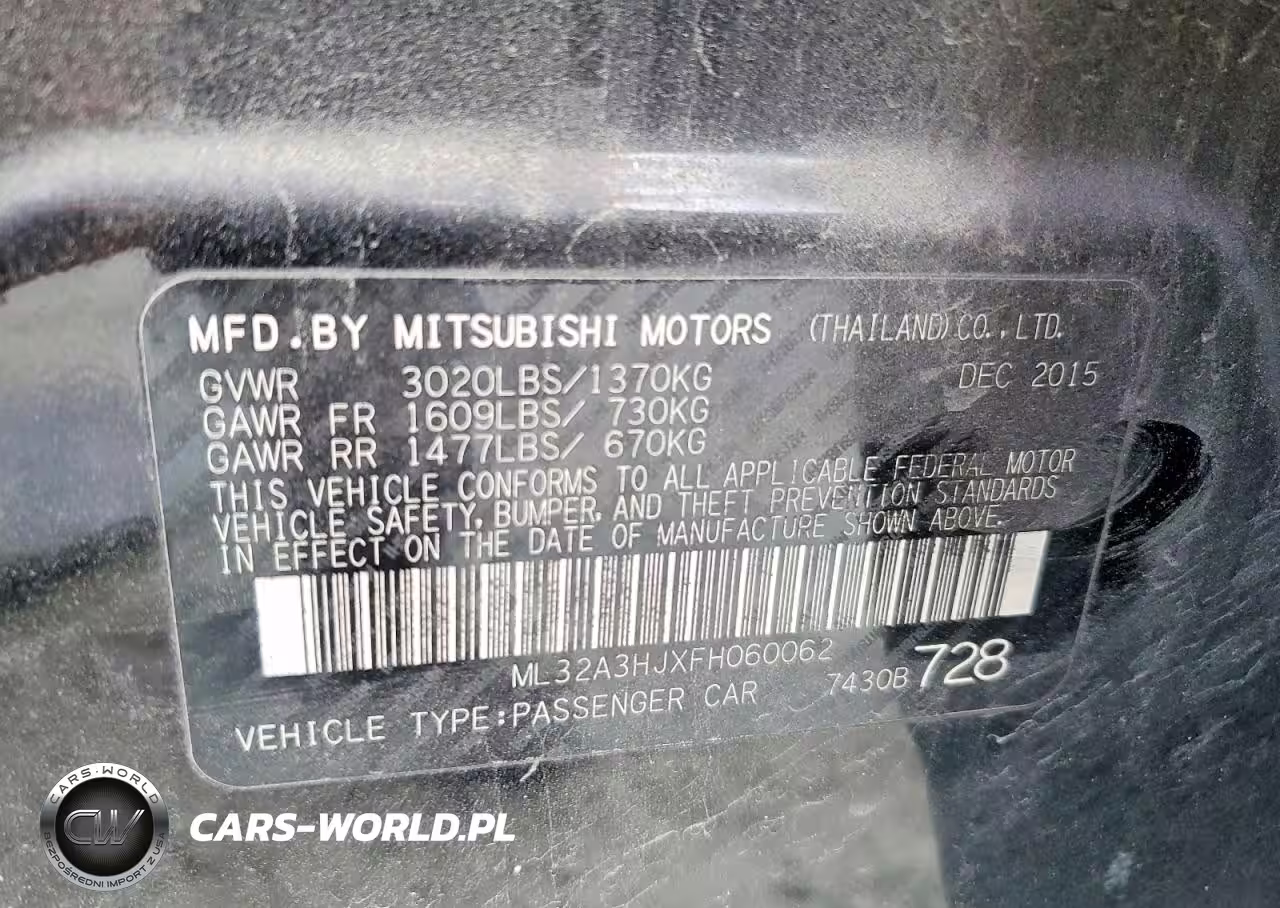 MFD.BY MITSUBISHI MOTORS (THAILAND)CO.,LTD.
GVWR 3020LBS/1370KG DEC 2015
GAWR FR 1609LBS/ 730KG
GAWR RR 1477LBS/ 670KG
THIS VEHICLE CONFORMS TO ALL APPLICABLE FEDERAL MOTOR
VEHICLE SAFETY, BUMPER, AND THEFT PREVENTION STANDARDS
IN EFFECT ON THE DATE OF MANUFACTURE SHOWN ABOVE.
ML32A3HJXFH060062
VEHICLE TYPE:PASSENGER CAR 7430B 728
CARS-WORLD
CW
BEZPOŚREDNI IMPORT Z USA
CARS-WORLD.PL